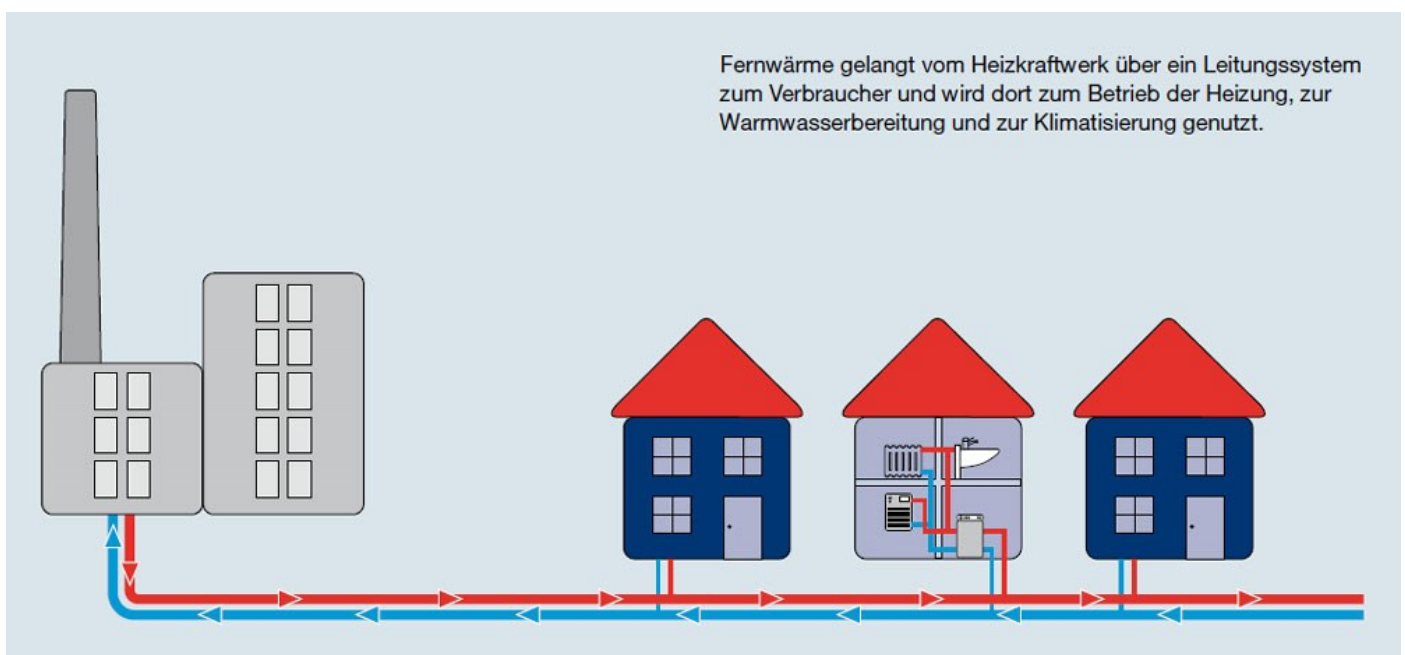 Fernwärme gelangt vom Heizkraftwerk über ein Leitungssystem
zum Verbraucher und wird dort zum Betrieb der Heizung, zur
Warmwasserbereitung und zur Klimatisierung genutzt.